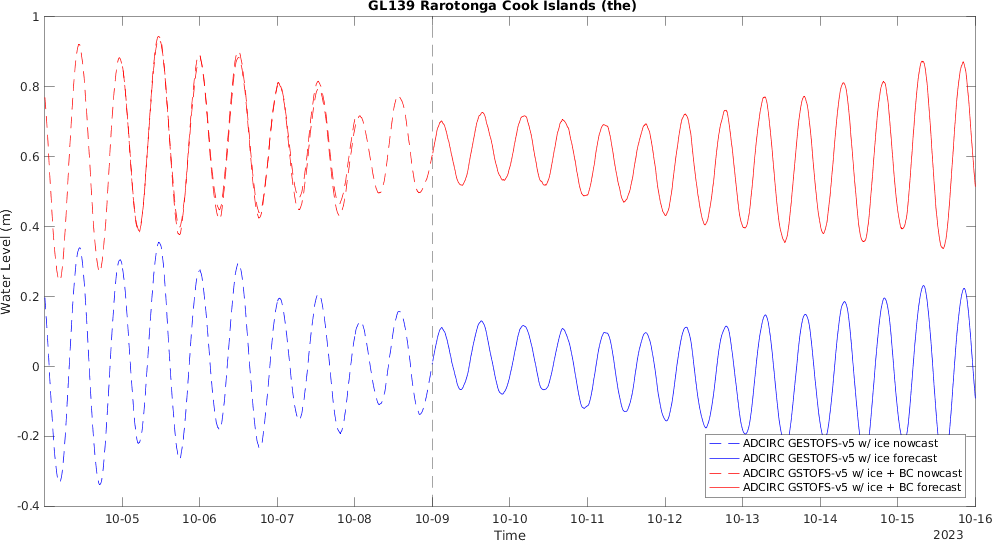 GL139 Rarotonga Cook Islands (the)
1
0.8
0.6
0.4
0.2
0
-0.2
-0.4
Water Level (m)
ADCIRC GESTOFS-v5 w/ ice nowcast
ADCIRC GESTOFS-v5 w/ ice forecast
ADCIRC GSTOFS-v5 w/ ice + BC nowcast
ADCIRC GSTOFS-v5 w/ ice + BC forecast
10-05 10-06 10-07 10-08 10-09 10-10 10-11 10-12 10-13 10-14 10-15 10-16
Time
2023